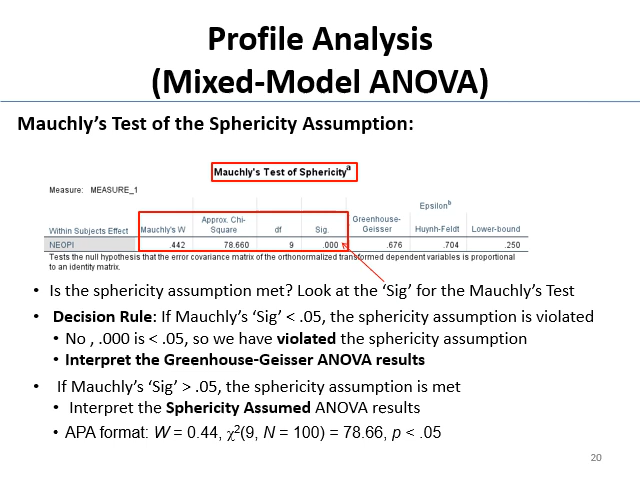 Profile Analysis
(Mixed-Model ANOVA)
Mauchly's Test of the Sphericity Assumption:
Mauchly's Test of Sphericityᵃ
Measure: MEASURE_1
Epsilonᵇ
Within Subjects Effect Mauchly's W Approx. Chi-Square df Sig. Greenhouse-Geisser Huynh-Feldt Lower-bound
NEOPI .442 78.660 9 .000 .676 .704 .250
Tests the null hypothesis that the error covariance matrix of the orthonormalized transformed dependent variables is proportional
to an identity matrix.
• Is the sphericity assumption met? Look at the 'Sig' for the Mauchly's Test
• Decision Rule: If Mauchly's 'Sig' < .05, the sphericity assumption is violated
• No , .000 is < .05, so we have violated the sphericity assumption
• Interpret the Greenhouse-Geisser ANOVA results
• If Mauchly's 'Sig' > .05, the sphericity assumption is met
• Interpret the Sphericity Assumed ANOVA results
• APA format: W = 0.44, χ²(9, N = 100) = 78.66, p < .05
20